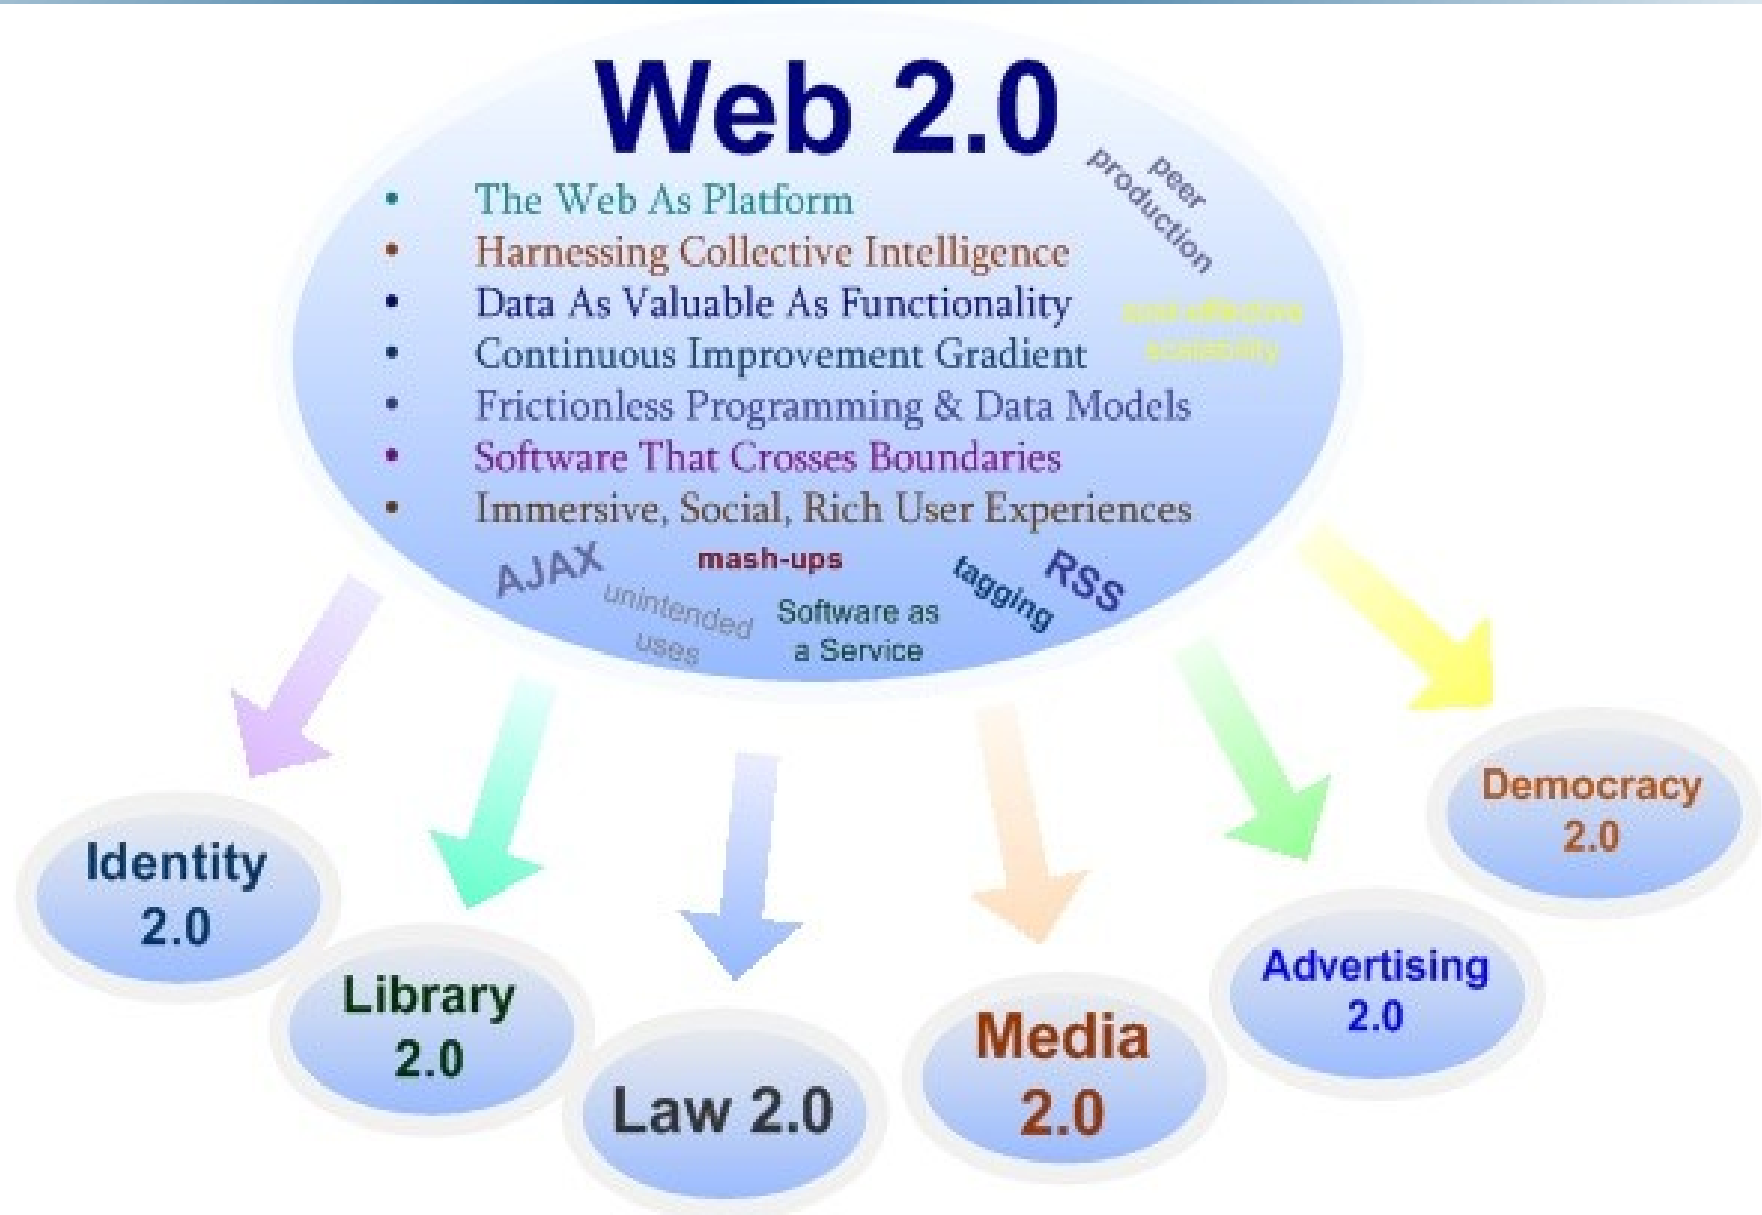 Web 2.0
peer
production
• The Web As Platform
• Harnessing Collective Intelligence
• Data As Valuable As Functionality
cost effective
scalability
• Continuous Improvement Gradient
• Frictionless Programming & Data Models
• Software That Crosses Boundaries
• Immersive, Social, Rich User Experiences
AJAX
unintended
uses
mash-ups
Software as
a Service
tagging
RSS
Identity
2.0
Library
2.0
Law 2.0
Media
2.0
Advertising
2.0
Democracy
2.0